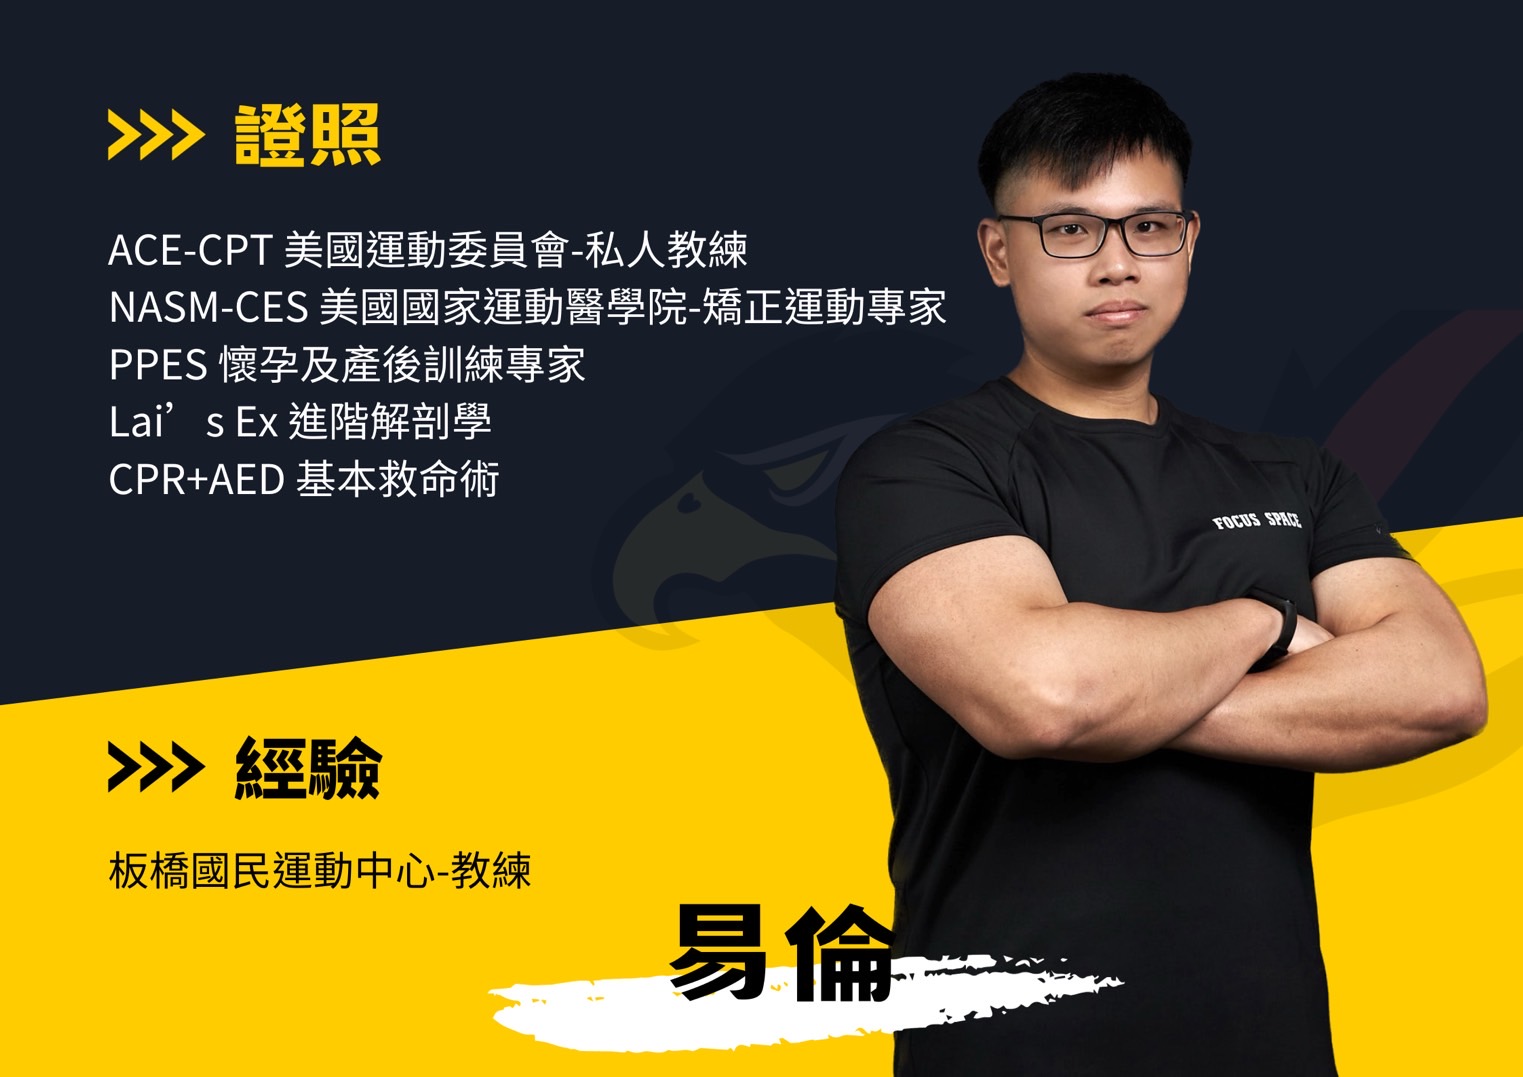 >>> 證照
ACE-CPT 美國運動委員會-私人教練
NASM-CES 美國國家運動醫學院-矯正運動專家
PPES 懷孕及產後訓練專家
Lai’s Ex 進階解剖學
CPR+AED 基本救命術
FOCUS SPACE
>>> 經驗
板橋國民運動中心-教練
易倫